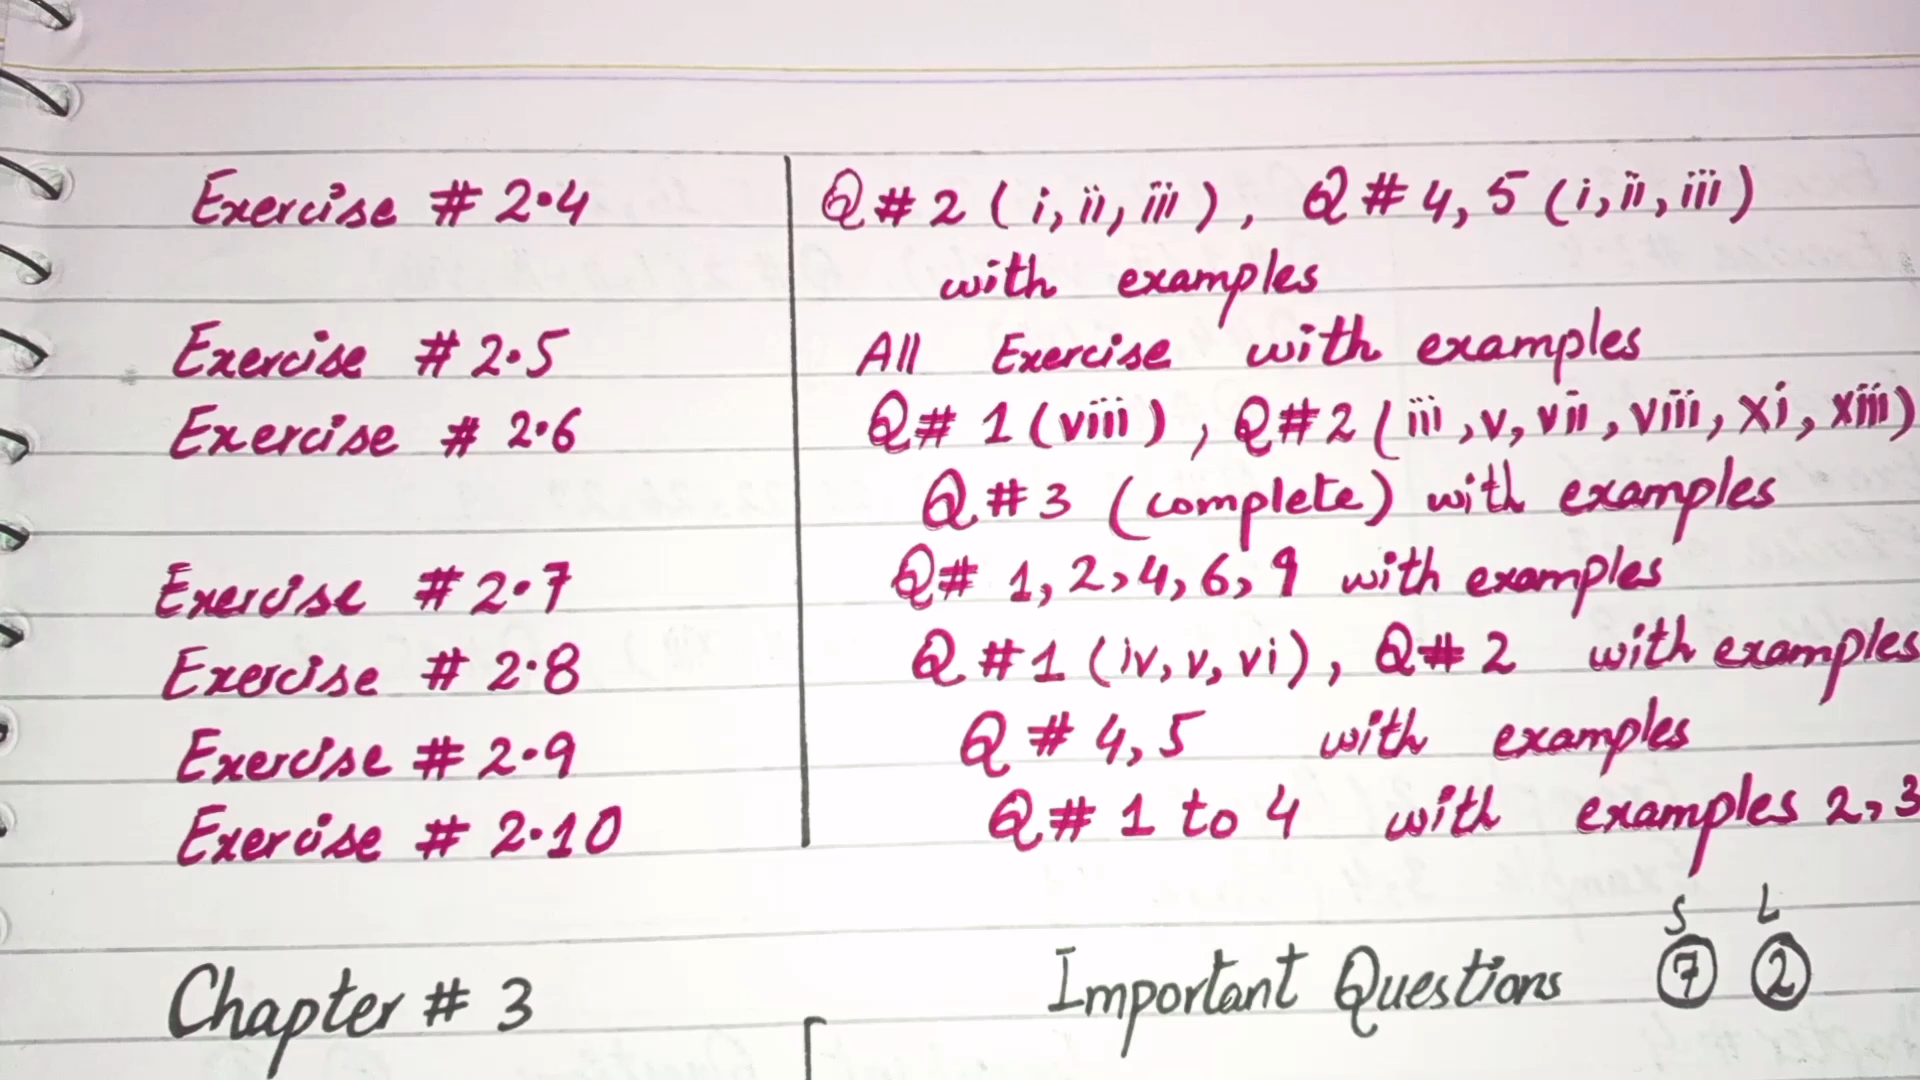 Exercise # 2.4 Q# 2 (i, ii, iii), Q# 4, 5 (i, ii, iii)
with examples
Exercise # 2.5 All Exercise with examples
Exercise # 2.6 Q# 1 (viii), Q#2 (iii, v, vii, viii, xi, xiii)
Q#3 (complete) with examples
Exercise # 2.7 Q# 1, 2, 4, 6, 9 with examples
Exercise # 2.8 Q#1 (iv, v, vi), Q# 2 with examples
Exercise # 2.9 Q# 4, 5 with examples
Exercise # 2.10 Q# 1 to 4 with examples 2, 3
S L
Chapter # 3 Important Questions 7 2